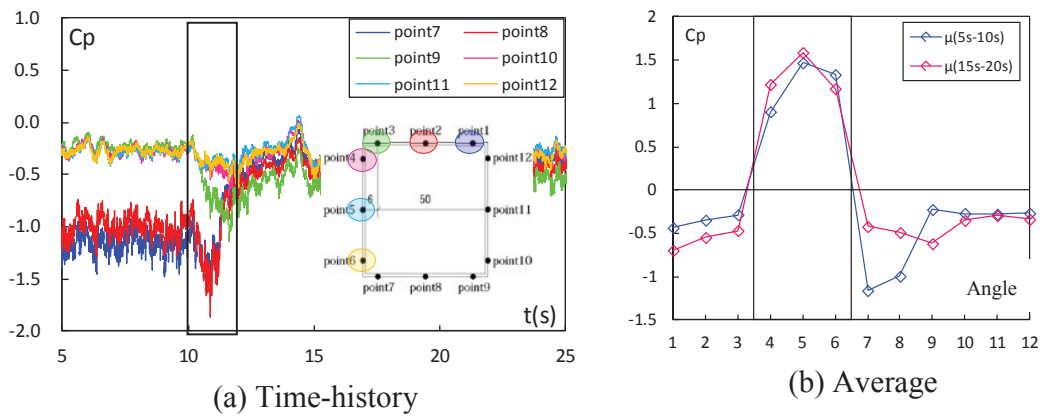 1.0
Cp
point7
point8
point9
point10
point11
point12
0.0
-0.5
-1.0
-1.5
-2.0
5
10
15
20
25
t(s)
point3
point2
point1
point4
point12
6
50
point5
point11
point6
point10
point7
point8
point9
(a) Time-history
2
1.5
1
0.5
0
-0.5
-1
-1.5
Cp
μ(5s-10s)
μ(15s-20s)
Angle
1 2 3 4 5 6 7 8 9 10 11 12
(b) Average